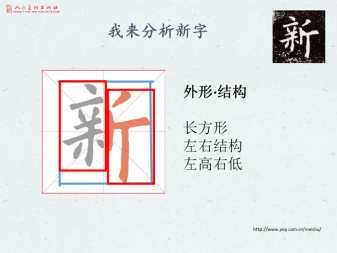 人民美术出版社
我来分析新字
新
新
外形·结构
长方形
左右结构
左高右低
http://www.pep.com.cn/meishu/